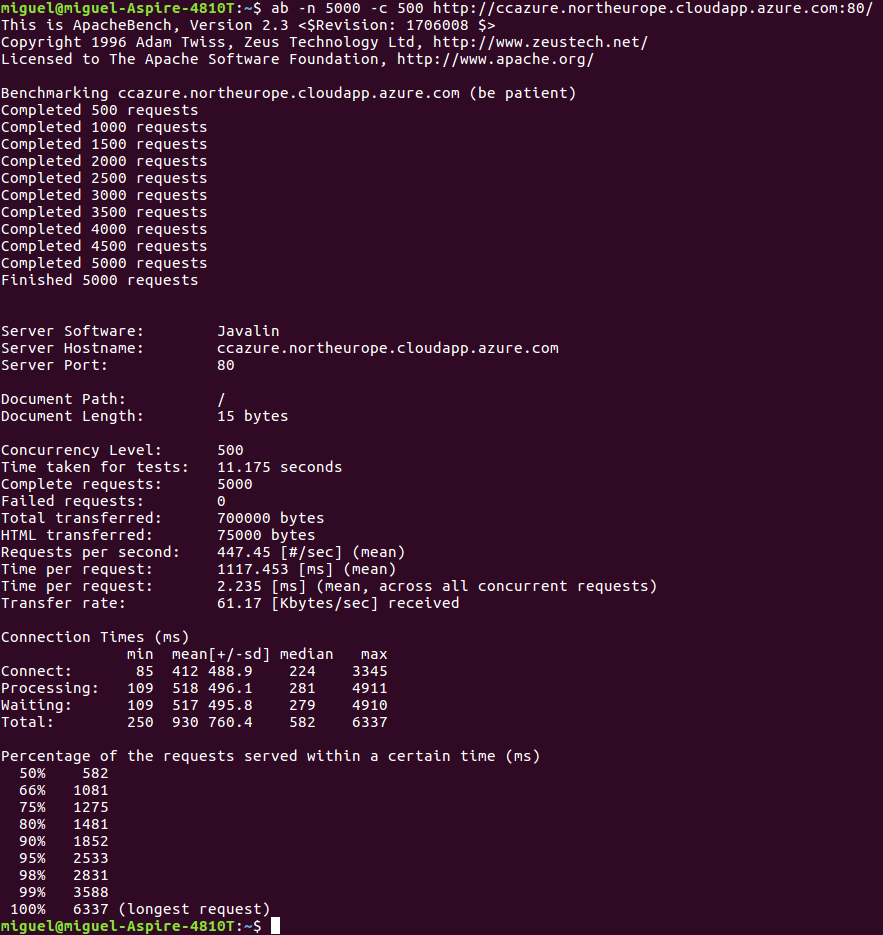 miguel@miguel-Aspire-4810T:~$ ab -n 5000 -c 500 http://ccazure.northeurope.cloudapp.azure.com:80/
This is ApacheBench, Version 2.3 <$Revision: 1706008 $>
Copyright 1996 Adam Twiss, Zeus Technology Ltd, http://www.zeustech.net/
Licensed to The Apache Software Foundation, http://www.apache.org/

Benchmarking ccazure.northeurope.cloudapp.azure.com (be patient)
Completed 500 requests
Completed 1000 requests
Completed 1500 requests
Completed 2000 requests
Completed 2500 requests
Completed 3000 requests
Completed 3500 requests
Completed 4000 requests
Completed 4500 requests
Completed 5000 requests
Finished 5000 requests


Server Software:        Javalin
Server Hostname:        ccazure.northeurope.cloudapp.azure.com
Server Port:            80

Document Path:          /
Document Length:        15 bytes

Concurrency Level:      500
Time taken for tests:   11.175 seconds
Complete requests:      5000
Failed requests:        0
Total transferred:      700000 bytes
HTML transferred:       75000 bytes
Requests per second:    447.45 [#/sec] (mean)
Time per request:       1117.453 [ms] (mean)
Time per request:       2.235 [ms] (mean, across all concurrent requests)
Transfer rate:          61.17 [Kbytes/sec] received

Connection Times (ms)
              min  mean[+/-sd] median   max
Connect:       85  412 488.9    224    3345
Processing:   109  518 496.1    281    4911
Waiting:      109  517 495.8    279    4910
Total:        250  930 760.4    582    6337

Percentage of the requests served within a certain time (ms)
  50%    582
  66%   1081
  75%   1275
  80%   1481
  90%   1852
  95%   2533
  98%   2831
  99%   3588
 100%   6337 (longest request)
miguel@miguel-Aspire-4810T:~$